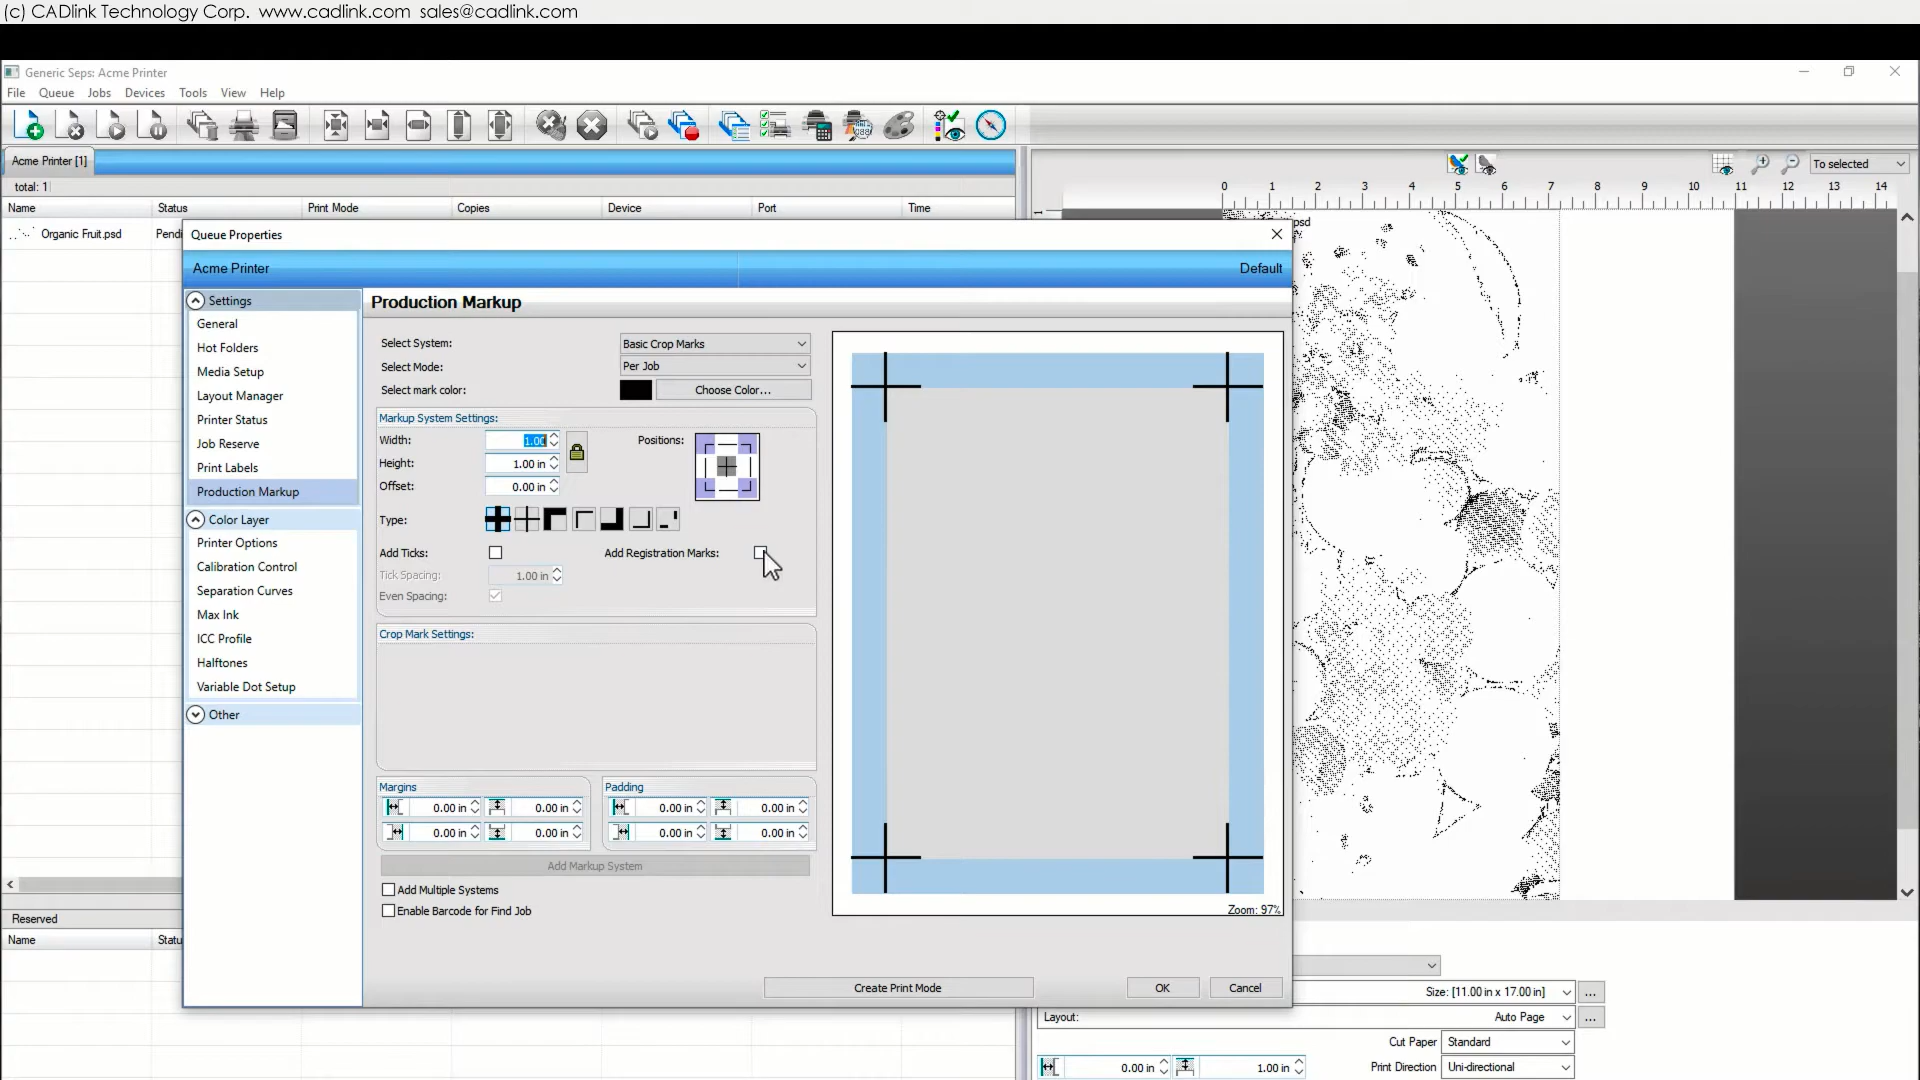 (c) CADlink Technology Corp.  www.cadlink.com  sales@cadlink.com
Generic Seps: Acme Printer
File Queue Jobs Devices Tools View Help
Acme Printer [1]
To selected
total: 1
0 1 2 3 4 5 6 7 8 9 10 11 12 13 14
Name Status Print Mode Copies Device Port Time
1
Organic Fruit.psd Pendi
psd
Queue Properties
Acme Printer Default
Settings
General
Hot Folders
Media Setup
Layout Manager
Printer Status
Job Reserve
Print Labels
Production Markup
Color Layer
Printer Options
Calibration Control
Separation Curves
Max Ink
ICC Profile
Halftones
Variable Dot Setup
Other
Production Markup
Select System: Basic Crop Marks
Select Mode: Per Job
Select mark color: Choose Color...
Markup System Settings:
Width: 1.00 Positions:
Height: 1.00 in
Offset: 0.00 in
Type:
Add Ticks: Add Registration Marks:
Tick Spacing: 1.00 in
Even Spacing:
Crop Mark Settings:
Margins Padding
0.00 in 0.00 in 0.00 in 0.00 in
0.00 in 0.00 in 0.00 in 0.00 in
Add Markup System
Add Multiple Systems
Enable Barcode for Find Job
Zoom: 97%
Create Print Mode OK Cancel
Reserved
Name Statu
Size: [11.00 in x 17.00 in] ...
Layout: Auto Page ...
Cut Paper Standard
0.00 in 1.00 in Print Direction Uni-directional